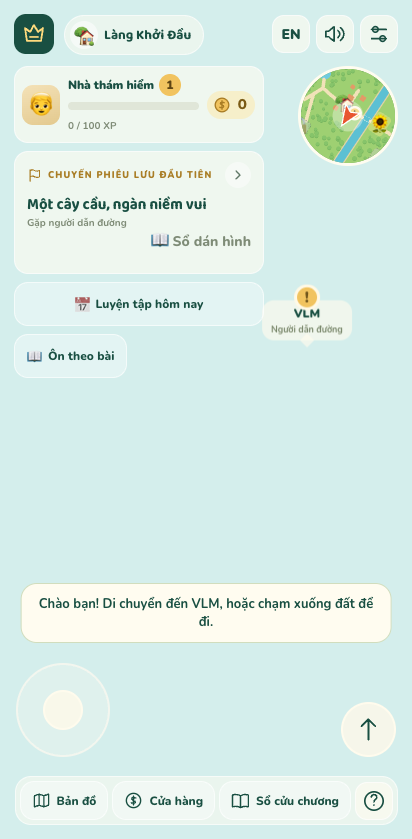 Làng Khởi Đầu
EN
Nhà thám hiểm 1
0
0 / 100 XP
CHUYẾN PHIÊU LƯU ĐẦU TIÊN
Một cây cầu, ngàn niềm vui
Gặp người dẫn đường
Sổ dán hình
Luyện tập hôm nay
!
VLM
Người dẫn đường
Ôn theo bài
Chào bạn! Di chuyển đến VLM, hoặc chạm xuống đất để
đi.
Bản đồ
Cửa hàng
Sổ cửu chương